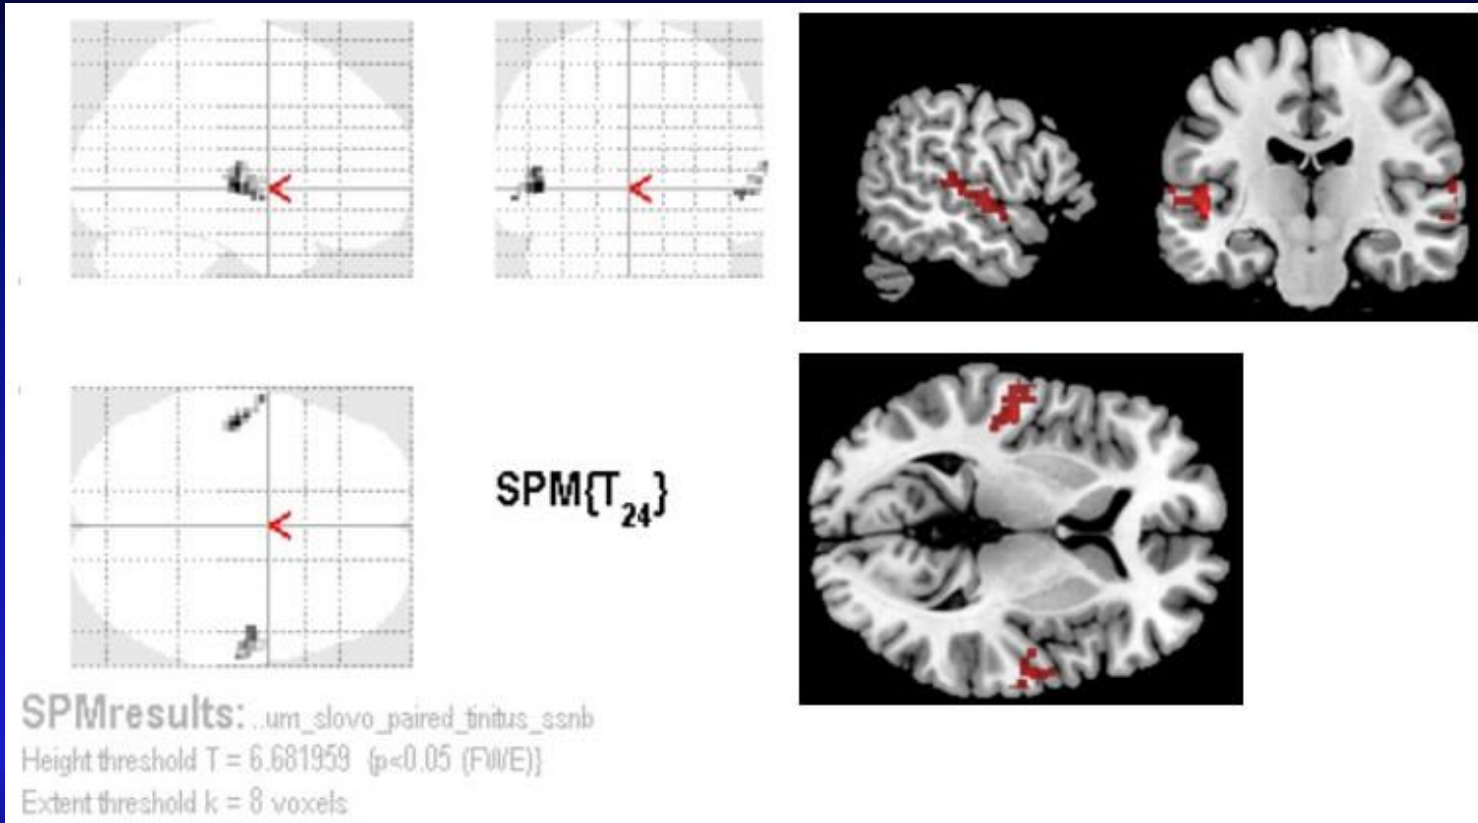 SPM{T24}
SPMresults: ..um_slovo_paired_tinitus_ssnb
Height threshold T = 6.681959 {p<0.05 (FWE)}
Extent threshold k = 8 voxels